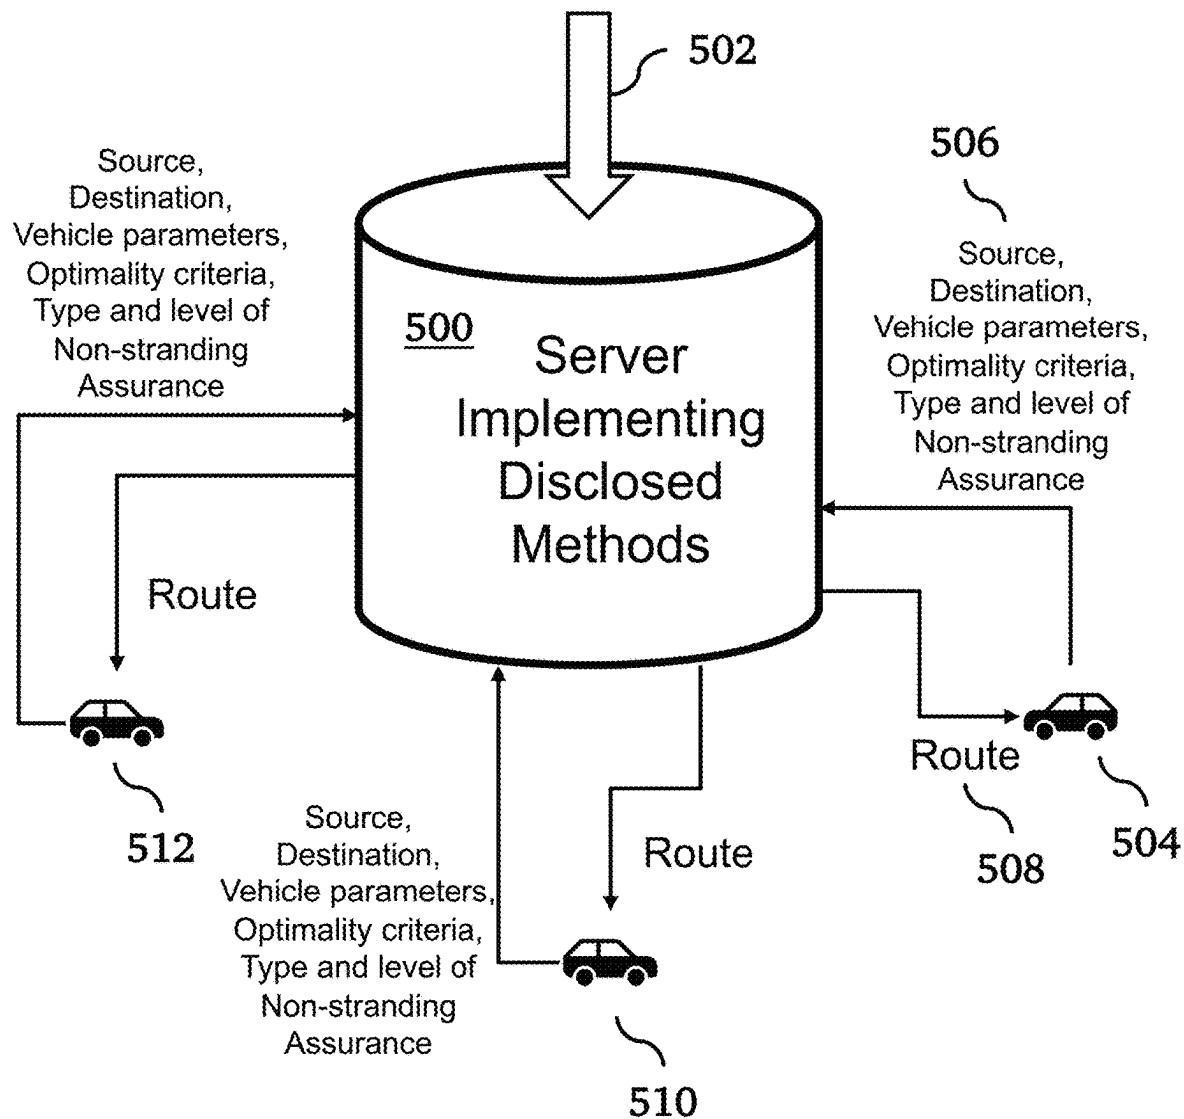 502
506
Source,
Destination,
Vehicle parameters,
Optimality criteria,
Type and level of
Non-stranding
Assurance
500
Server
Implementing
Disclosed
Methods
Source,
Destination,
Vehicle parameters,
Optimality criteria,
Type and level of
Non-stranding
Assurance
Route
Route
512
508
504
Source,
Destination,
Vehicle parameters,
Optimality criteria,
Type and level of
Non-stranding
Assurance
Route
510